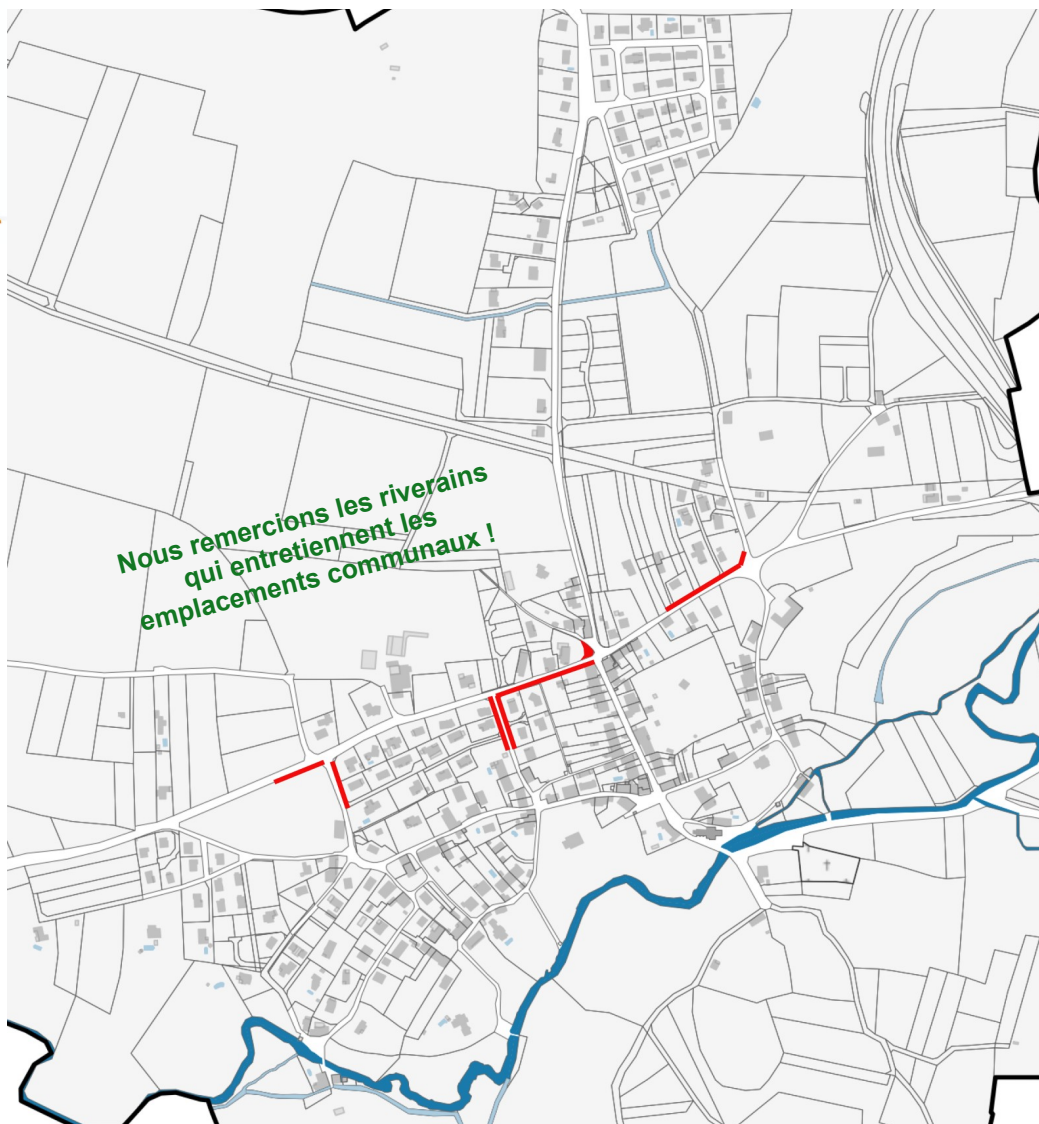 Nous remercions les riverains
qui entretiennent les
emplacements communaux !